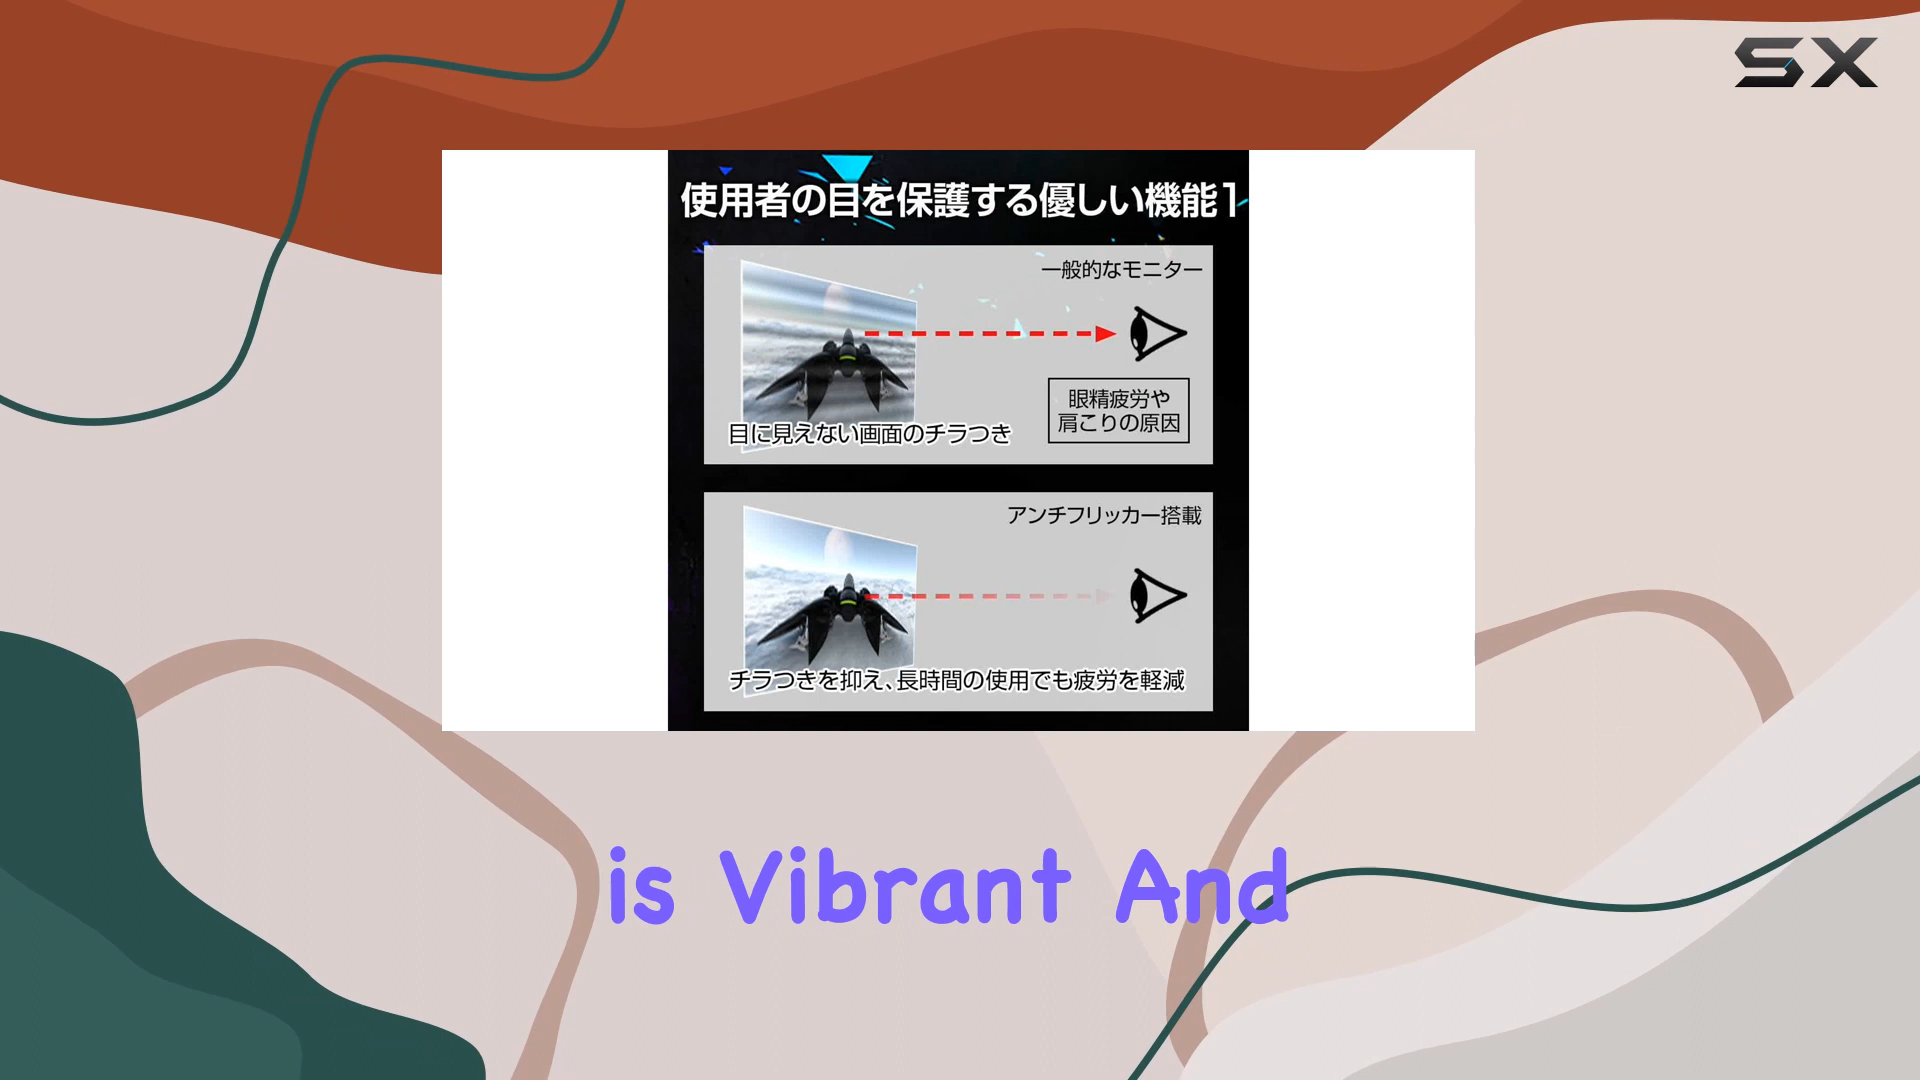 SX
使用者の目を保護する優しい機能1
一般的なモニター
眼精疲労や
肩こりの原因
目に見えない画面のチラつき
アンチフリッカー搭載
チラつきを抑え、長時間の使用でも疲労を軽減
is Vibrant And